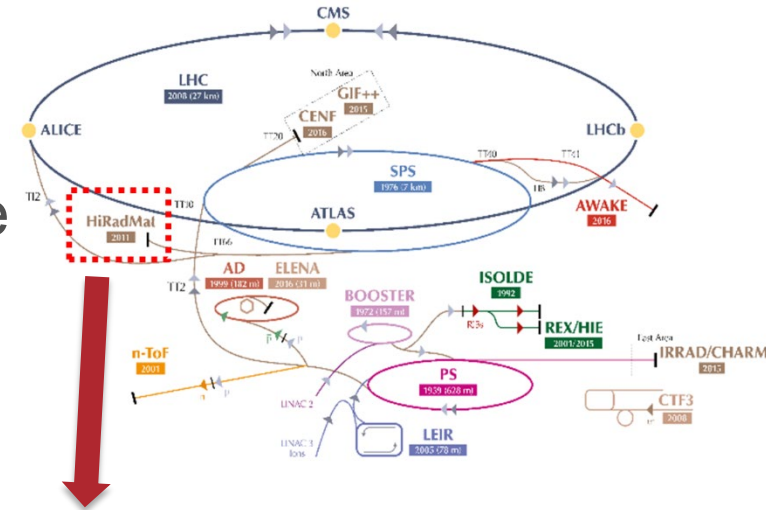 CMS
LHC
2008 (27 km)
North Area
GIF++
2015
CENF
2016
TT20
ALICE
LHCb
TT40
TT41
SPS
1976 (7 km)
TI2
TI8
AWAKE
2016
e
HiRadMat
2011
TT10
ATLAS
TT66
AD
1999 (182 m)
ELENA
2016 (31 m)
TT2
BOOSTER
1972 (157 m)
ISOLDE
1992
REX/HIE
2001/2015
East Area
IRRAD/CHARM
2015
n-ToF
2001
p
p
n
p
LINAC 2
PS
1959 (628 m)
CTF3
2008
LINAC 3
Ions
LEIR
2005 (78 m)